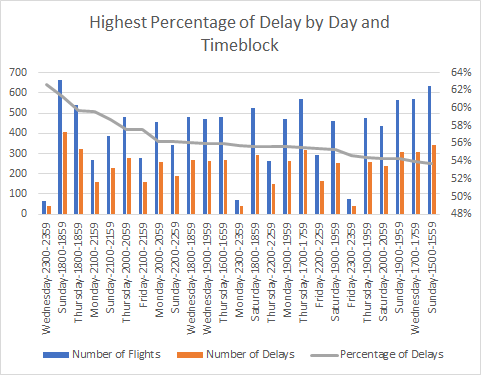 Highest Percentage of Delay by Day and
Timeblock
700
600
500
400
300
200
100
0
64%
62%
60%
58%
56%
54%
52%
50%
48%
Wednesday-2300-2359
Sunday-1800-1859
Thursday-1800-1859
Monday-2100-2159
Sunday-2100-2159
Thursday-2000-2059
Friday-2100-2159
Monday-2000-2059
Sunday-2200-2259
Wednesday-1800-1859
Wednesday-1900-1959
Thursday-1600-1659
Monday-2300-2359
Saturday-1800-1859
Thursday-2200-2259
Monday-1900-1959
Thursday-1700-1759
Friday-2200-2259
Saturday-1900-1959
Friday-2300-2359
Thursday-1900-1959
Saturday-2000-2059
Sunday-1900-1959
Wednesday-1700-1759
Sunday-1500-1559
Number of Flights
Number of Delays
Percentage of Delays